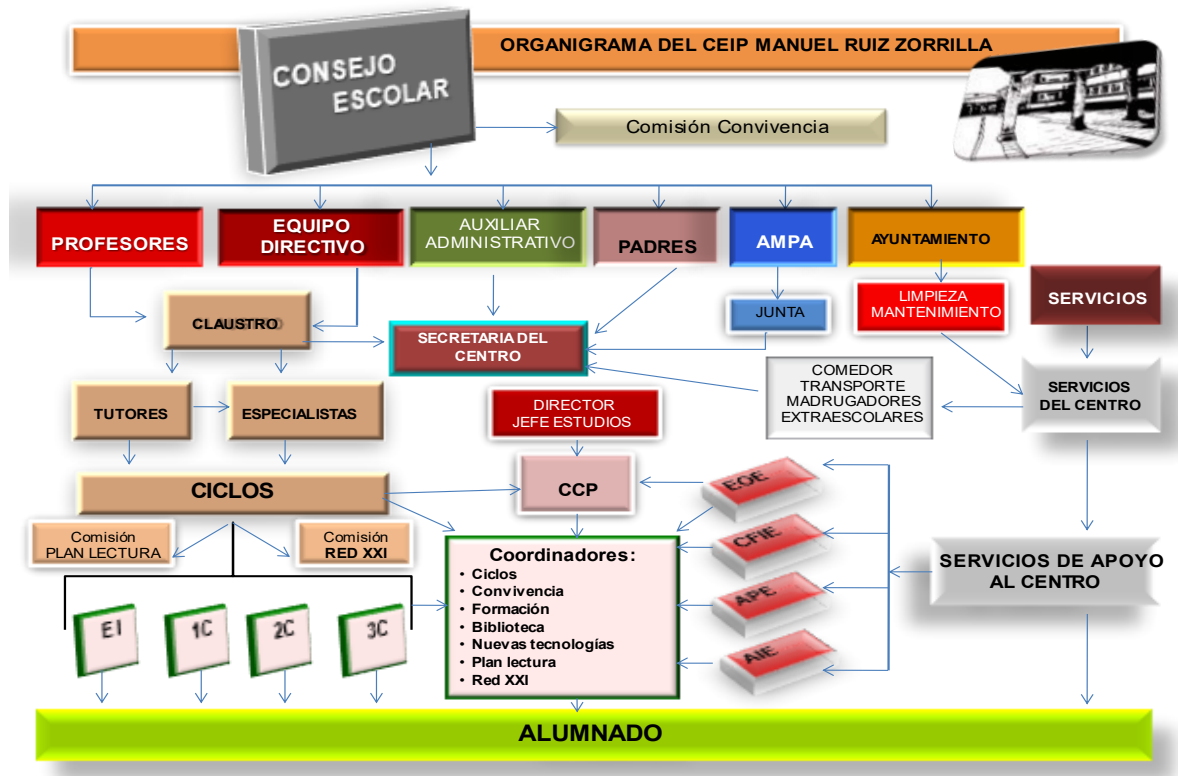 ORGANIGRAMA DEL CEIP MANUEL RUIZ ZORRILLA
CONSEJO
ESCOLAR
Comisión Convivencia
PROFESORES
EQUIPO
DIRECTIVO
AUXILIAR
ADMINISTRATIVO
PADRES
AMPA
AYUNTAMIENTO
SERVICIOS
CLAUSTRO
SECRETARIA DEL
CENTRO
JUNTA
LIMPIEZA
MANTENIMIENTO
TUTORES
ESPECIALISTAS
DIRECTOR
JEFE ESTUDIOS
COMEDOR
TRANSPORTE
MADRUGADORES
EXTRAESCOLARES
SERVICIOS
DEL CENTRO
CICLOS
CCP
EOE
CFIE
APE
AIE
Comisión
PLAN LECTURA
Comisión
RED XXI
Coordinadores:
• Ciclos
• Convivencia
• Formación
• Biblioteca
• Nuevas tecnologías
• Plan lectura
• Red XXI
SERVICIOS DE APOYO
AL CENTRO
EI
1C
2C
3C
ALUMNADO